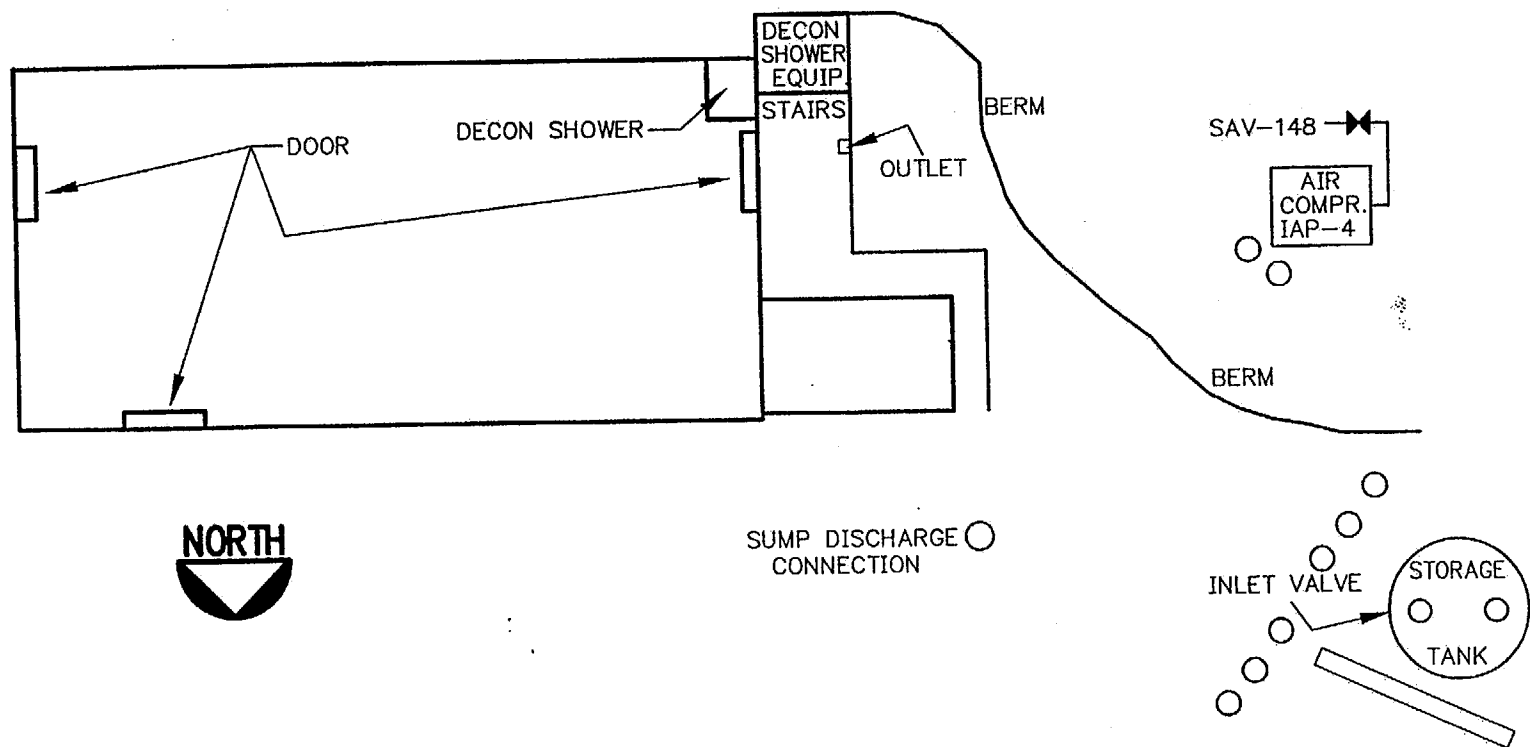 DECON
SHOWER
EQUIP.
STAIRS
DECON SHOWER
DOOR
OUTLET
BERM
SAV-148
AIR
COMPR.
IAP-4
BERM
NORTH
SUMP DISCHARGE
CONNECTION
INLET VALVE
STORAGE
TANK